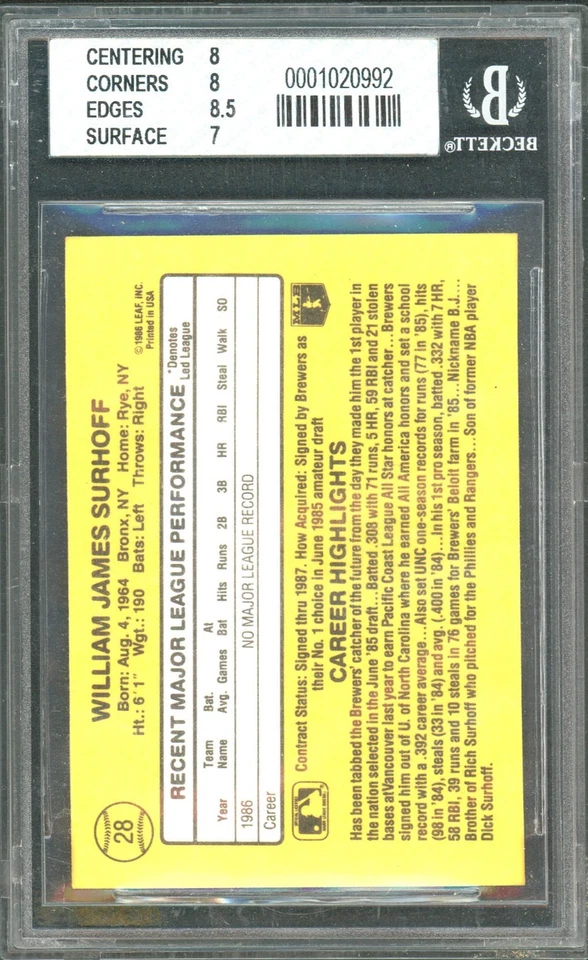 CENTERING 8
CORNERS 8
EDGES 8.5
SURFACE 7
0001020992
B
BECKETT®
28
WILLIAM JAMES SURHOFF
Born: Aug. 4, 1964 Bronx, NY Home: Rye, NY
Ht.: 6'1" Wgt.: 190 Bats: Left Throws: Right
© 1986 LEAF, INC.
Printed in USA
RECENT MAJOR LEAGUE PERFORMANCE
*Denotes
Led League
Year Team Name Bat. Avg. Games At Bat Hits Runs 2B 3B HR RBI Steal Walk SO
1986 NO MAJOR LEAGUE RECORD
Career
Contract Status: Signed thru 1987. How Acquired: Signed by Brewers as
their No. 1 choice in June 1985 amateur draft
MLB
CAREER HIGHLIGHTS
Has been tabbed the Brewers' catcher of the future from the day they made him the 1st player in
the nation selected in the June '85 draft... Batted .308 with 71 runs, 5 HR, 59 RBI and 21 stolen
bases at Vancouver last year to earn Pacific Coast League All Star honors at catcher... Brewers
signed him out of U. of North Carolina where he earned All America honors and set a school
record with a .392 career average... Also set UNC one-season records for runs (77 in '85), hits
(98 in '84), steals (33 in '84) and avg. (.400 in '84)... In his 1st pro season, batted .332 with 7 HR,
58 RBI, 39 runs and 10 steals in 76 games for Brewers' Beloit farm in '85... Nickname B.J....
Brother of Rich Surhoff who pitched for the Phillies and Rangers... Son of former NBA player
Dick Surhoff.